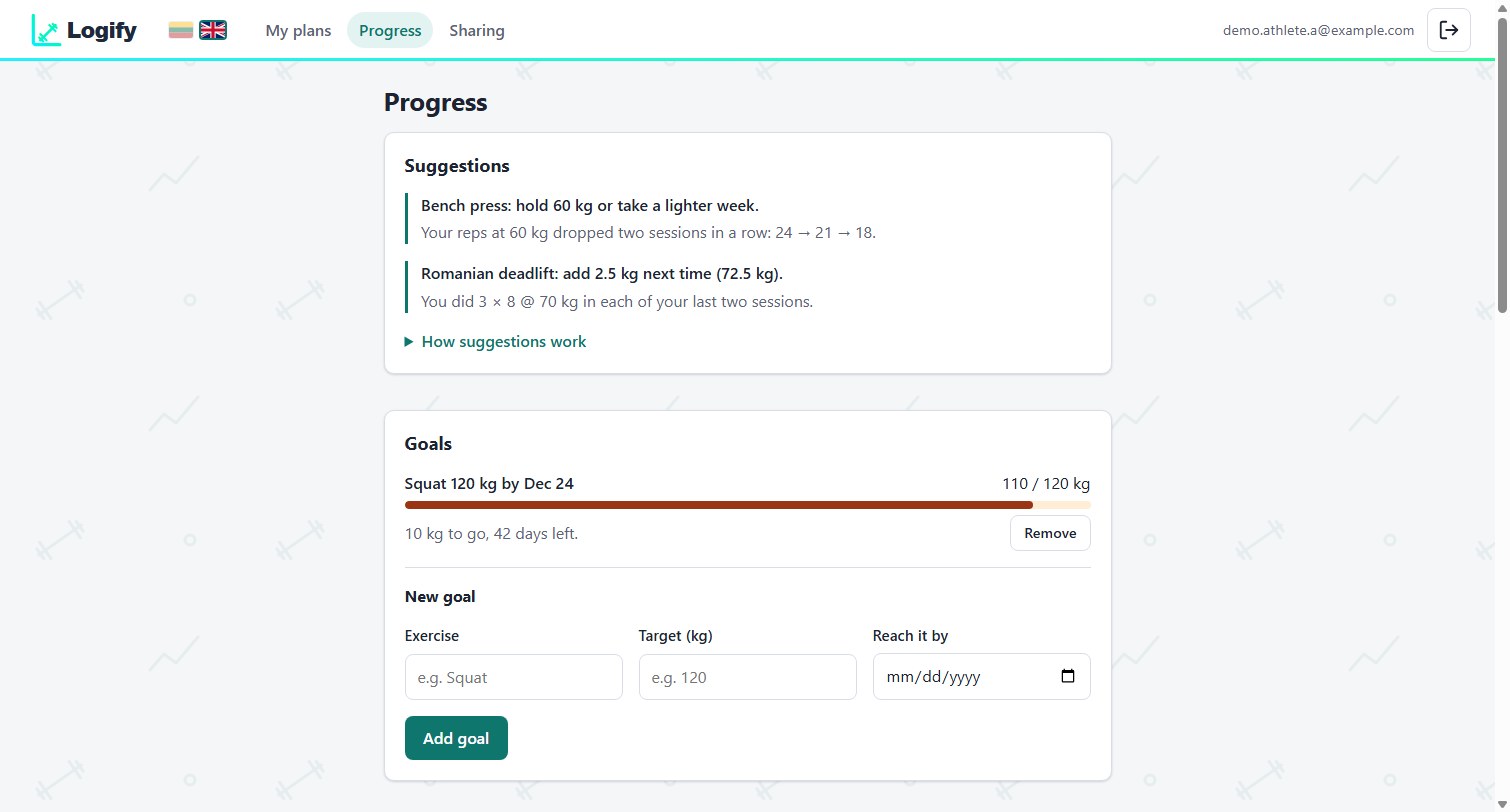 Logify
My plans
Progress
Sharing
demo.athlete.a@example.com
Progress
Suggestions
Bench press: hold 60 kg or take a lighter week.
Your reps at 60 kg dropped two sessions in a row: 24 → 21 → 18.
Romanian deadlift: add 2.5 kg next time (72.5 kg).
You did 3 × 8 @ 70 kg in each of your last two sessions.
How suggestions work
Goals
Squat 120 kg by Dec 24
110 / 120 kg
10 kg to go, 42 days left.
Remove
New goal
Exercise
Target (kg)
Reach it by
e.g. Squat
e.g. 120
mm/dd/yyyy
Add goal